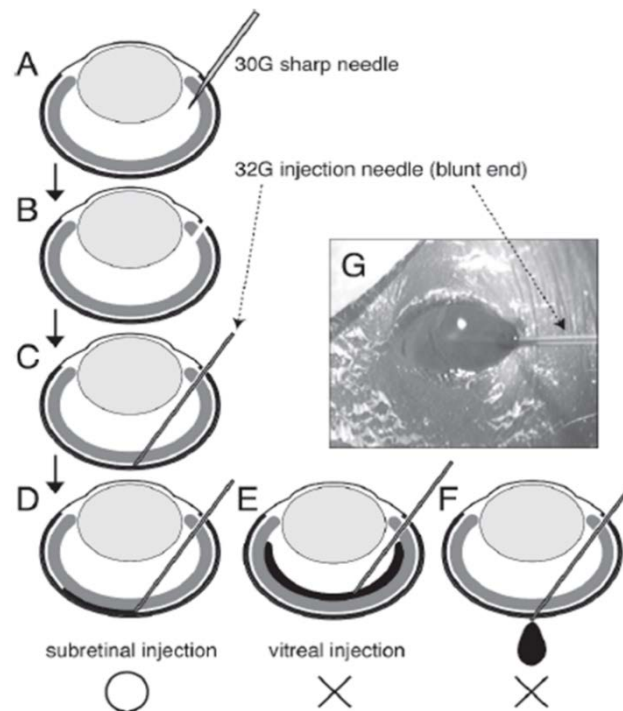 A
30G sharp needle
32G injection needle (blunt end)
B
G
C
D
E
F
subretinal injection
vitreal injection